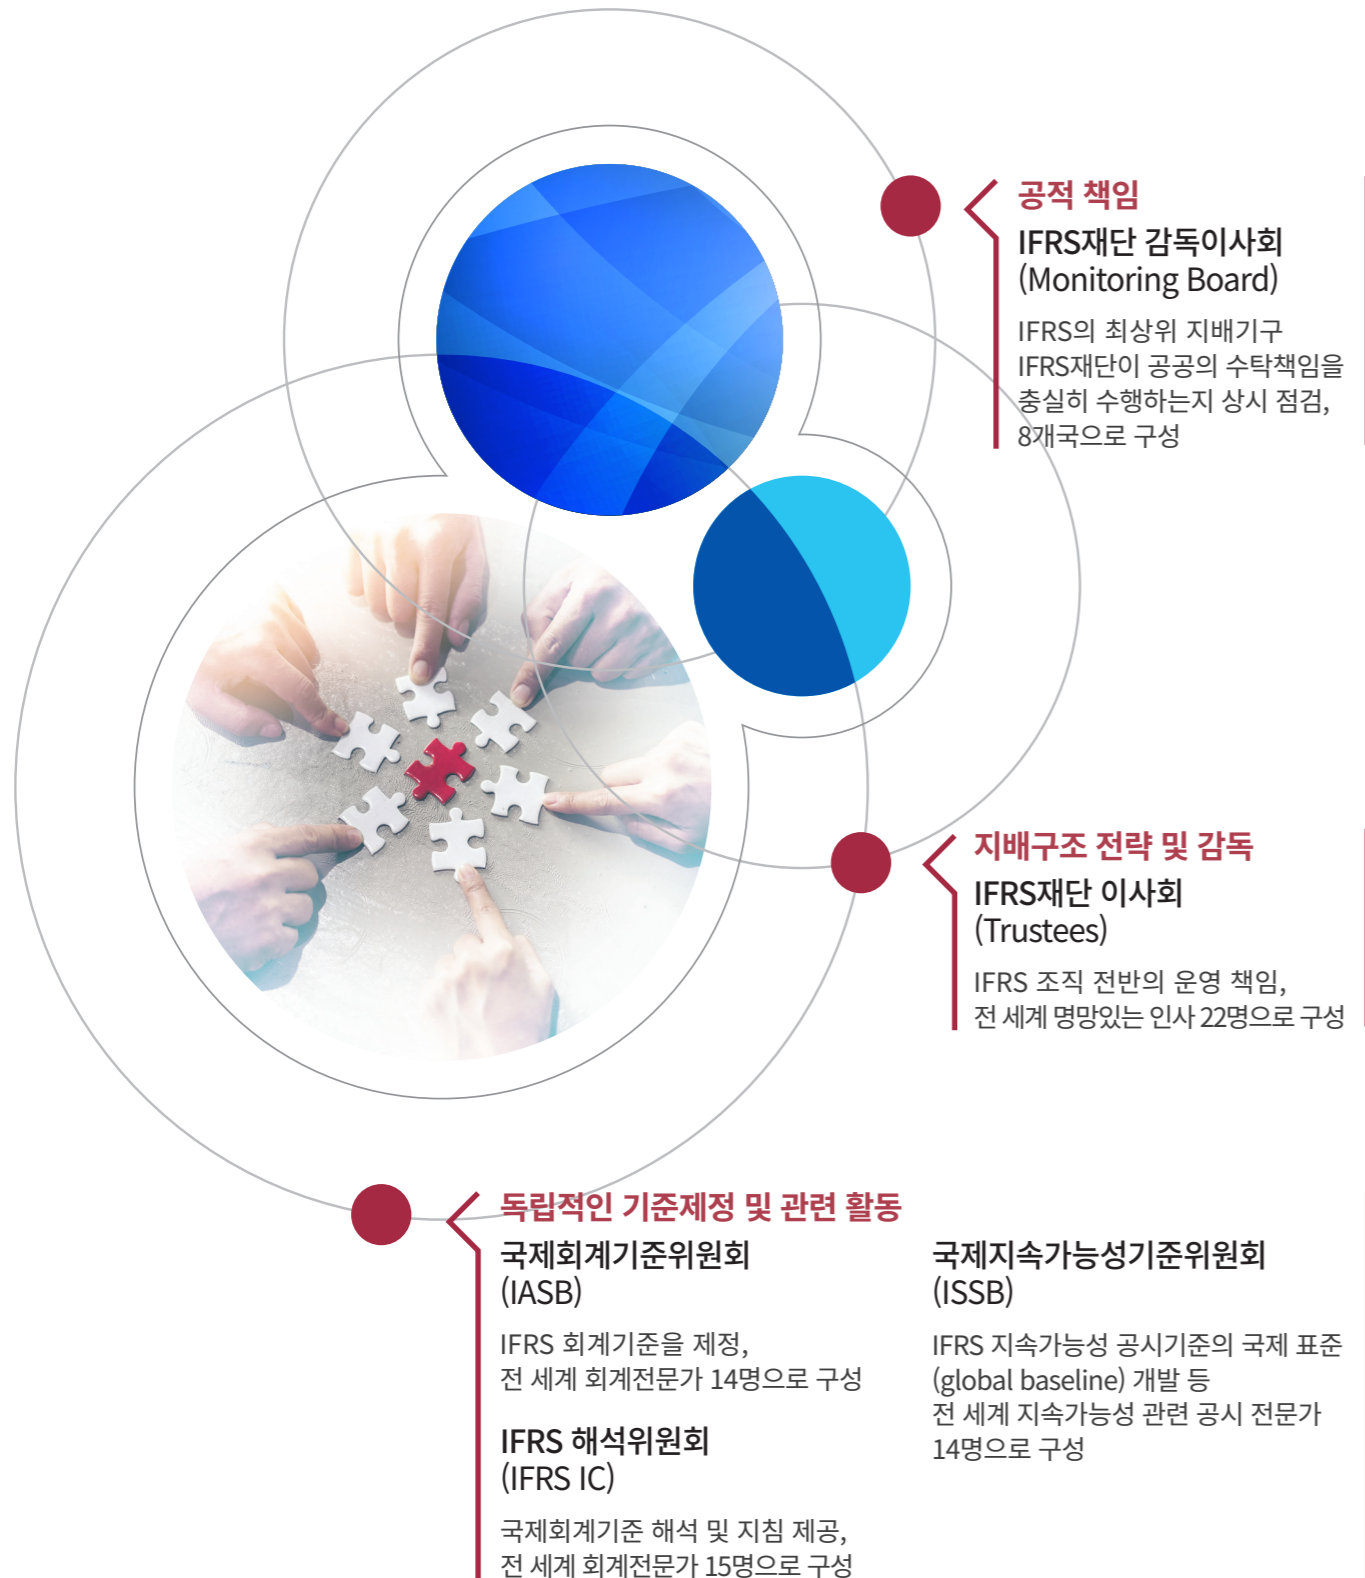 공적 책임
IFRS재단 감독이사회
(Monitoring Board)
IFRS의 최상위 지배기구
IFRS재단이 공공의 수탁책임을
충실히 수행하는지 상시 점검,
8개국으로 구성
지배구조 전략 및 감독
IFRS재단 이사회
(Trustees)
IFRS 조직 전반의 운영 책임,
전 세계 명망있는 인사 22명으로 구성
독립적인 기준제정 및 관련 활동
국제회계기준위원회
(IASB)
IFRS 회계기준을 제정,
전 세계 회계전문가 14명으로 구성
IFRS 해석위원회
(IFRS IC)
국제회계기준 해석 및 지침 제공,
전 세계 회계전문가 15명으로 구성
국제지속가능성기준위원회
(ISSB)
IFRS 지속가능성 공시기준의 국제 표준
(global baseline) 개발 등
전 세계 지속가능성 관련 공시 전문가
14명으로 구성